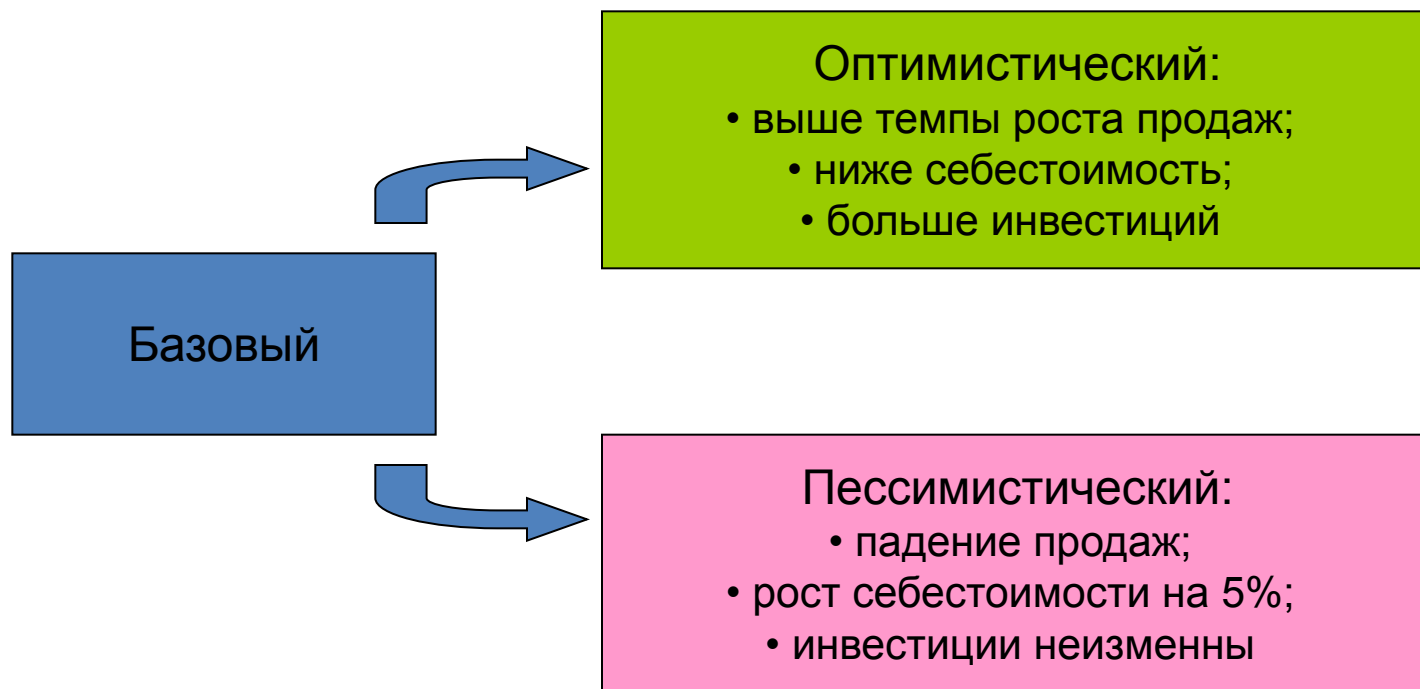 Оптимистический:
• выше темпы роста продаж;
• ниже себестоимость;
• больше инвестиций
Базовый
Пессимистический:
• падение продаж;
• рост себестоимости на 5%;
• инвестиции неизменны